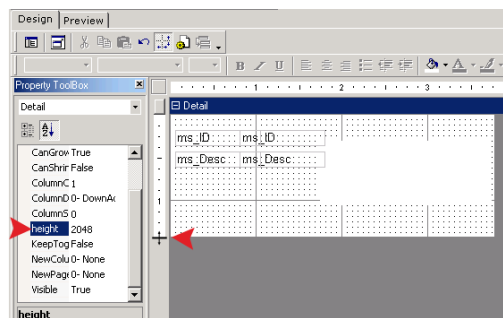 Design Preview
B I U A
Property ToolBox
Detail
CanGrow True
CanShrir False
ColumnC 1
ColumnD 0- DownAc
ColumnS 0
height 2048
KeepTog False
NewColu 0- None
NewPage 0- None
Visible True
height
1 2 3
Detail
ms_ID ms_ID
ms_Desc ms_Desc
1